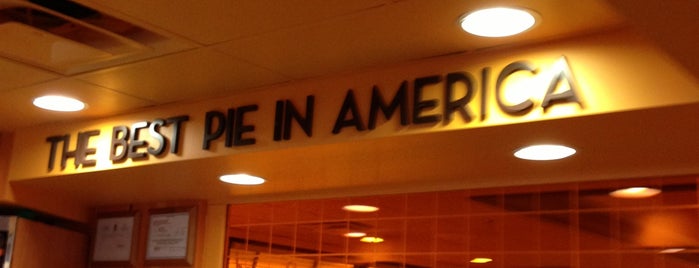 THE BEST PIE IN AMERICA